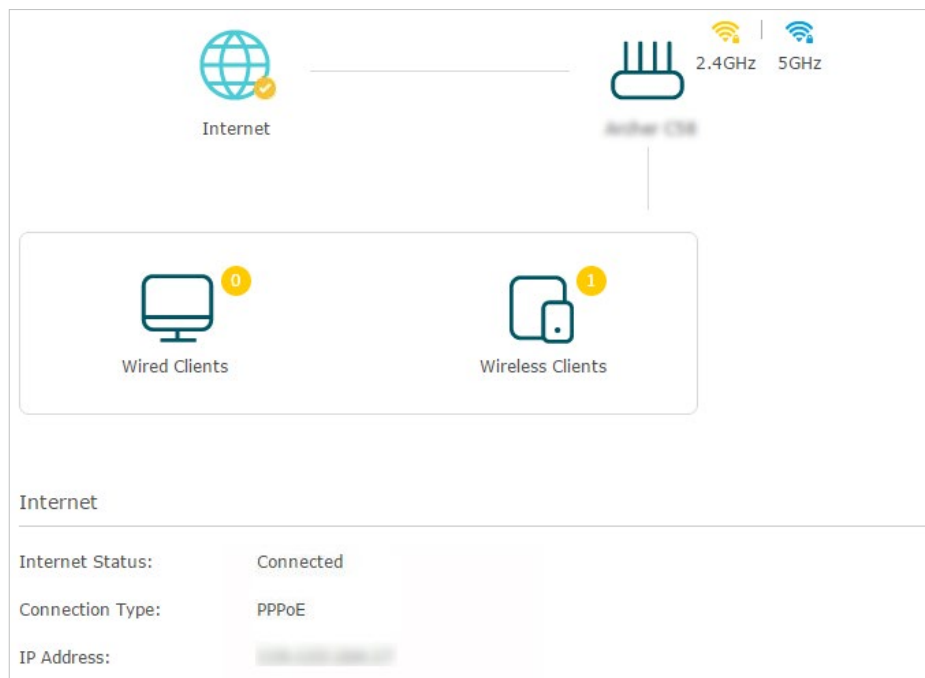 2.4GHz 5GHz
Internet
0 1
Wired Clients Wireless Clients
Internet
Internet Status: Connected
Connection Type: PPPoE
IP Address: